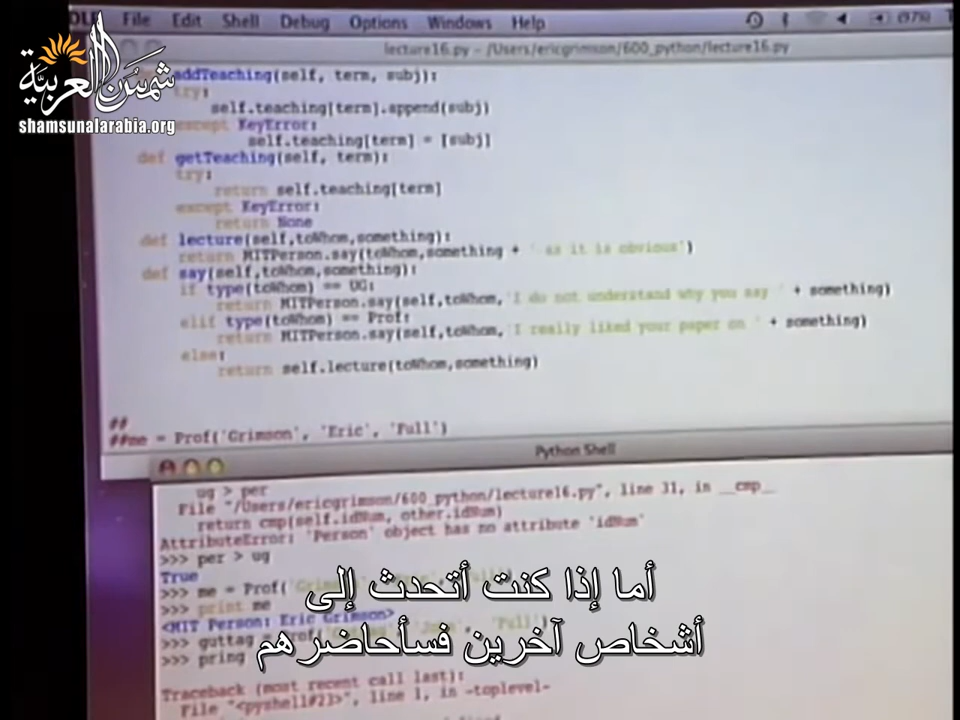 File Edit Shell Debug Options Windows Help
(97%)
lecture16.py - /Users/ericgrimson/600_python/lecture16.py
شمسن العربية
shamsunalarabia.org
addTeaching(self, term, subj):
try:
self.teaching[term].append(subj)
except KeyError:
self.teaching[term] = [subj]
def getTeaching(self, term):
try:
return self.teaching[term]
except KeyError:
return None
def lecture(self,toWhom,something):
return MITPerson.say(toWhom,something + ' as it is obvious')
def say(self,toWhom,something):
if type(toWhom) == UG:
return MITPerson.say(self,toWhom,'I do not understand why you say ' + something)
elif type(toWhom) == Prof:
return MITPerson.say(self,toWhom,'I really liked your paper on ' + something)
else:
return self.lecture(toWhom,something)
##
##me = Prof('Grimson', 'Eric', 'Full')
Python Shell
ug > per
File "/Users/ericgrimson/600_python/lecture16.py", line 31, in __cmp__
return cmp(self.idNum, other.idNum)
AttributeError: 'Person' object has no attribute 'idNum'
>>> per > ug
True
>>> me = Prof(
>>> print me
<MIT Person: Eric Grimson>
>>> guttag = Prof( 'Full')
>>> pring
Traceback (most recent call last):
File "<pyshell#23>", line 1, in -toplevel-
أما إذا كنت أتحدث إلى
أشخاص آخرين فسأحاضرهم